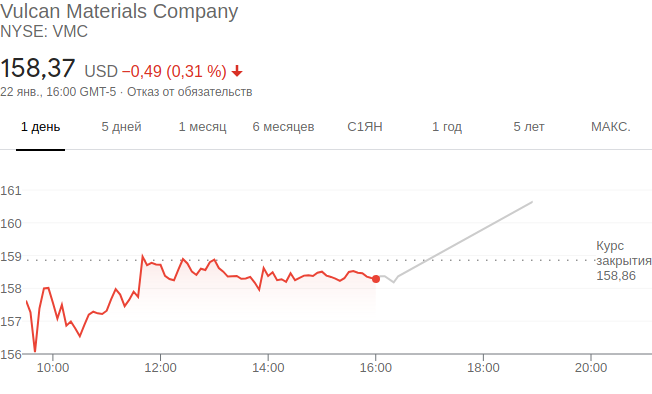 Vulcan Materials Company
NYSE: VMC
158,37 USD −0,49 (0,31 %)
22 янв., 16:00 GMT-5 · Отказ от обязательств
1 день 5 дней 1 месяц 6 месяцев С1ЯН 1 год 5 лет МАКС.
161
160
159
158
157
156
Курс
закрытия
158,86
10:00 12:00 14:00 16:00 18:00 20:00